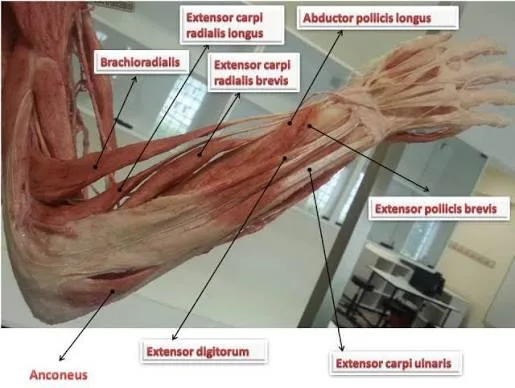 Extensor carpi
radialis longus
Abductor pollicis longus
Brachioradialis
Extensor carpi
radialis brevis
Extensor pollicis brevis
Extensor digitorum
Extensor carpi ulnaris
Anconeus